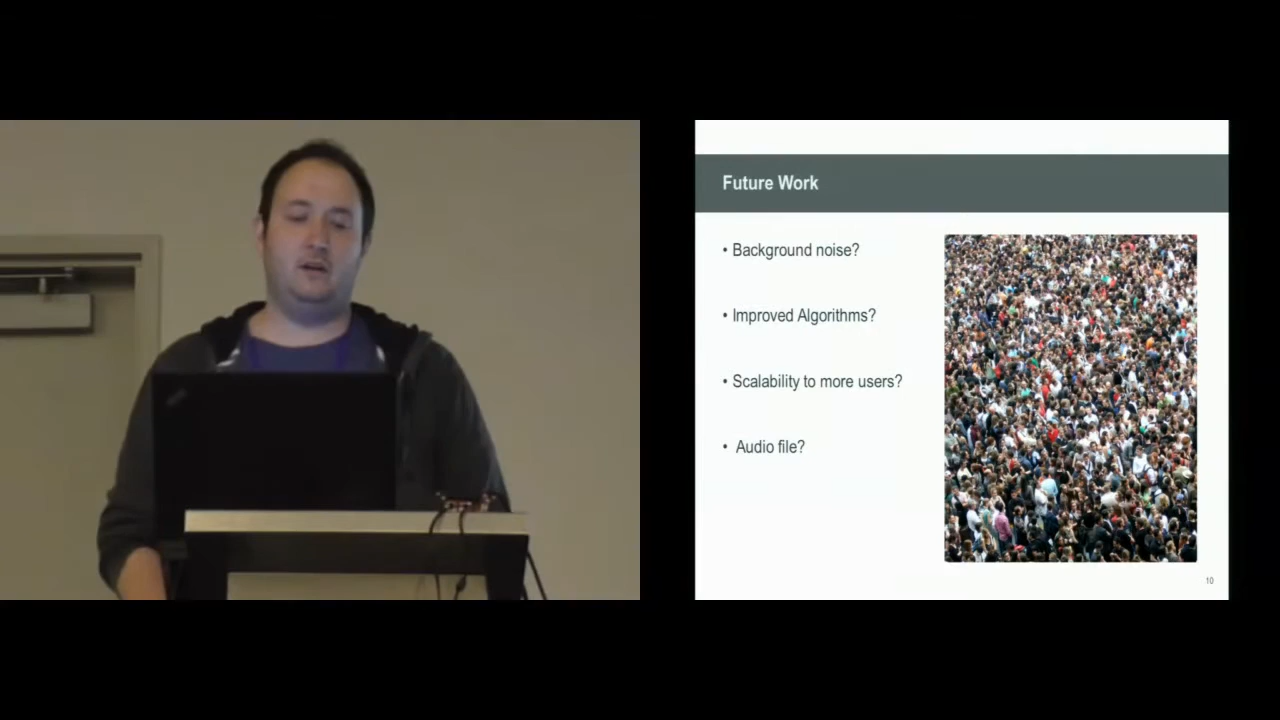 Future Work
• Background noise?
• Improved Algorithms?
• Scalability to more users?
• Audio file?
10